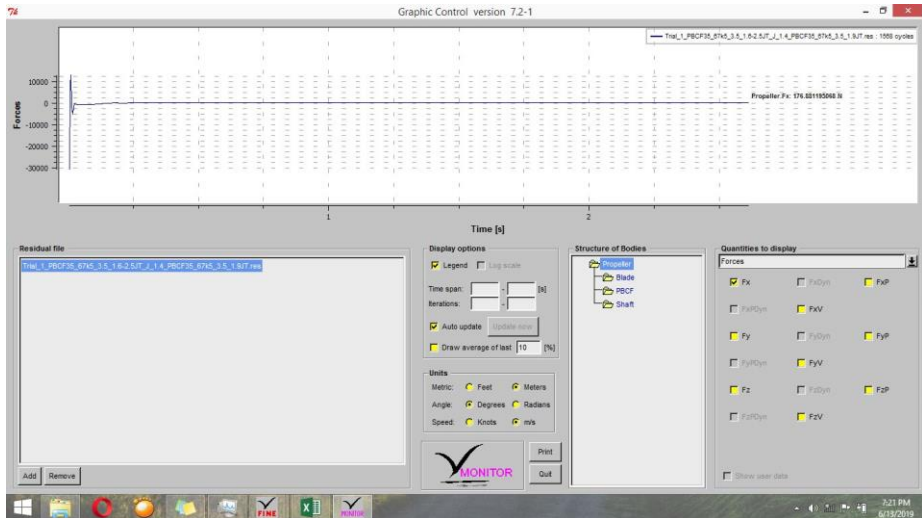 Graphic Control version 7.2-1
Trial_1_PBCF35_67k5_3.5_1.6-2.5JT_J_1.4_PBCF35_67k5_3.5_1.9JT.res : 1568 cycles
Forces
10000
0
-10000
-20000
-30000
Propeller.Fx: 176.881195068 N
1
2
Time [s]
Residual file
Trial_1_PBCF35_67k5_3.5_1.6-2.5JT_J_1.4_PBCF35_67k5_3.5_1.9JT.res
Add Remove
Display options
Legend Log scale
Time span: - [s]
Iterations: -
Auto update Update now
Draw average of last 10 [%]
Units
Metric: Feet Meters
Angle: Degrees Radians
Speed: Knots m/s
MONITOR
Print
Quit
Structure of Bodies
Propeller
Blade
PBCF
Shaft
Quantities to display
Forces
Fx FxDyn FxP
FxPDyn FxV
Fy FyDyn FyP
FyPDyn FyV
Fz FzDyn FzP
FzPDyn FzV
Show user data
FINE
MONITOR
7:21 PM
6/13/2019